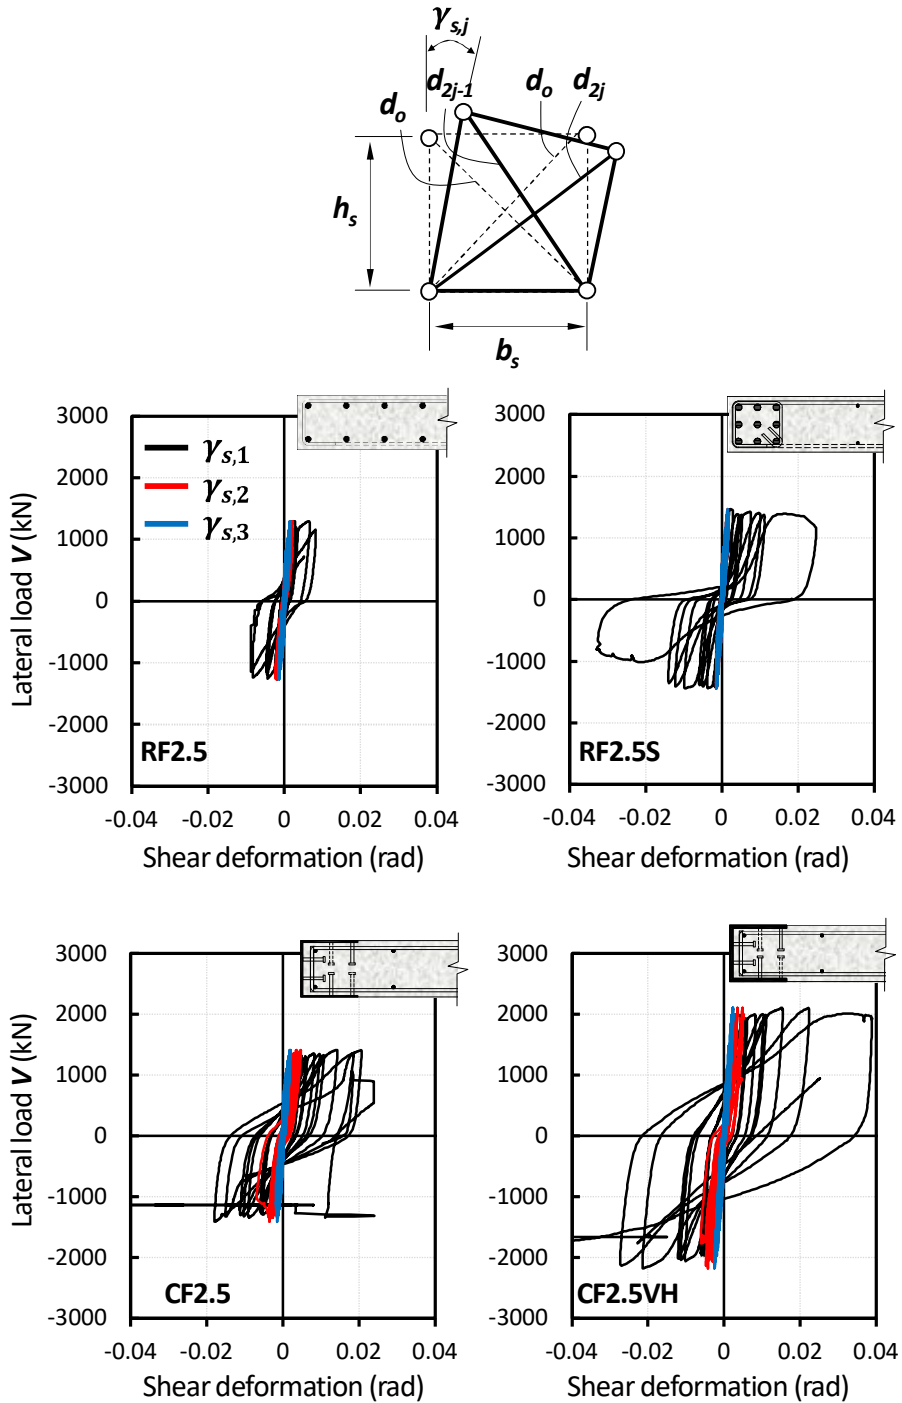 γs,j
do d2j-1 do d2j
hs
bs
3000
2000
1000
0
-1000
-2000
-3000
Lateral load V (kN)
γs,1
γs,2
γs,3
RF2.5
-0.04 -0.02 0 0.02 0.04
Shear deformation (rad)
3000
2000
1000
0
-1000
-2000
-3000
RF2.5S
-0.04 -0.02 0 0.02 0.04
Shear deformation (rad)
3000
2000
1000
0
-1000
-2000
-3000
Lateral load V (kN)
CF2.5
-0.04 -0.02 0 0.02 0.04
Shear deformation (rad)
3000
2000
1000
0
-1000
-2000
-3000
CF2.5VH
-0.04 -0.02 0 0.02 0.04
Shear deformation (rad)